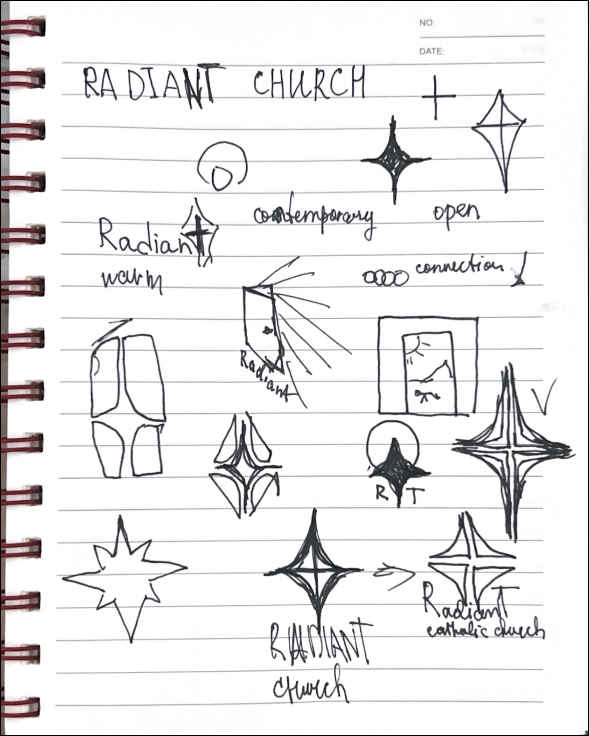 NO:
DATE:
RADIANT CHURCH
contemporary
open
Radiant
warm
connection
Radiant
R T
Radiant
catholic church
RADIANT
church